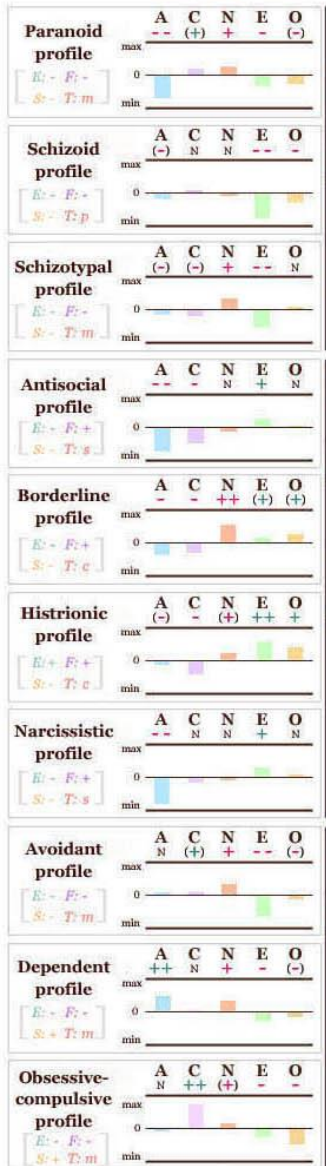 A C N E O
Paranoid profile
-- (+) + - (-)
max
0
min
E: - F: -
S: - T: m
A C N E O
Schizoid profile
(-) N N -- -
max
0
min
E: - F: -
S: - T: p
A C N E O
Schizotypal profile
(-) (-) + -- N
max
0
min
E: - F: -
S: - T: m
A C N E O
Antisocial profile
-- - N + N
max
0
min
E: - F: +
S: - T: s
A C N E O
Borderline profile
- - ++ (+) (+)
max
0
min
E: - F: +
S: - T: c
A C N E O
Histrionic profile
(-) - (+) ++ +
max
0
min
E: + F: +
S: - T: c
A C N E O
Narcissistic profile
-- N N + N
max
0
min
E: - F: +
S: - T: s
A C N E O
Avoidant profile
N (+) + -- (-)
max
0
min
E: - F: -
S: - T: m
A C N E O
Dependent profile
++ N + - (-)
max
0
min
E: - F: -
S: + T: m
A C N E O
Obsessive-compulsive profile
N ++ (+) - -
max
0
min
E: - F: -
S: + T: m